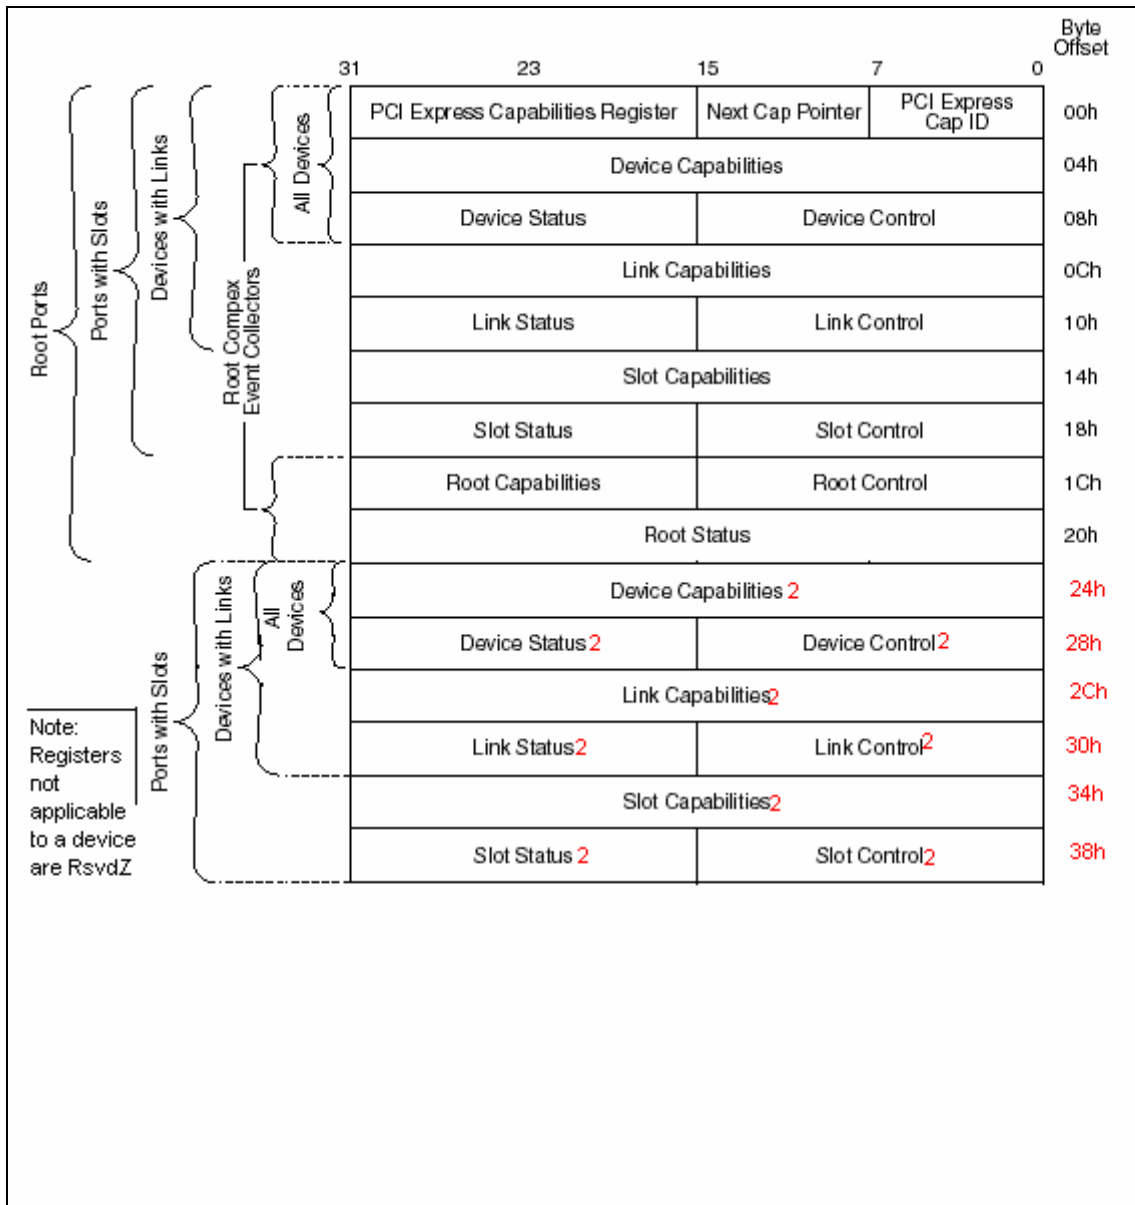 Byte
Offset
31 23 15 7 0
PCI Express Capabilities Register Next Cap Pointer PCI Express Cap ID 00h
Device Capabilities 04h
Device Status Device Control 08h
Link Capabilities 0Ch
Link Status Link Control 10h
Slot Capabilities 14h
Slot Status Slot Control 18h
Root Capabilities Root Control 1Ch
Root Status 20h
Device Capabilities 2 24h
Device Status 2 Device Control 2 28h
Link Capabilities 2 2Ch
Link Status 2 Link Control 2 30h
Slot Capabilities 2 34h
Slot Status 2 Slot Control 2 38h
Root Ports
Ports with Slots
Devices with Links
Root Compex
Event Collectors
All Devices
Ports with Slots
Devices with Links
All
Devices
Note:
Registers
not
applicable
to a device
are RsvdZ